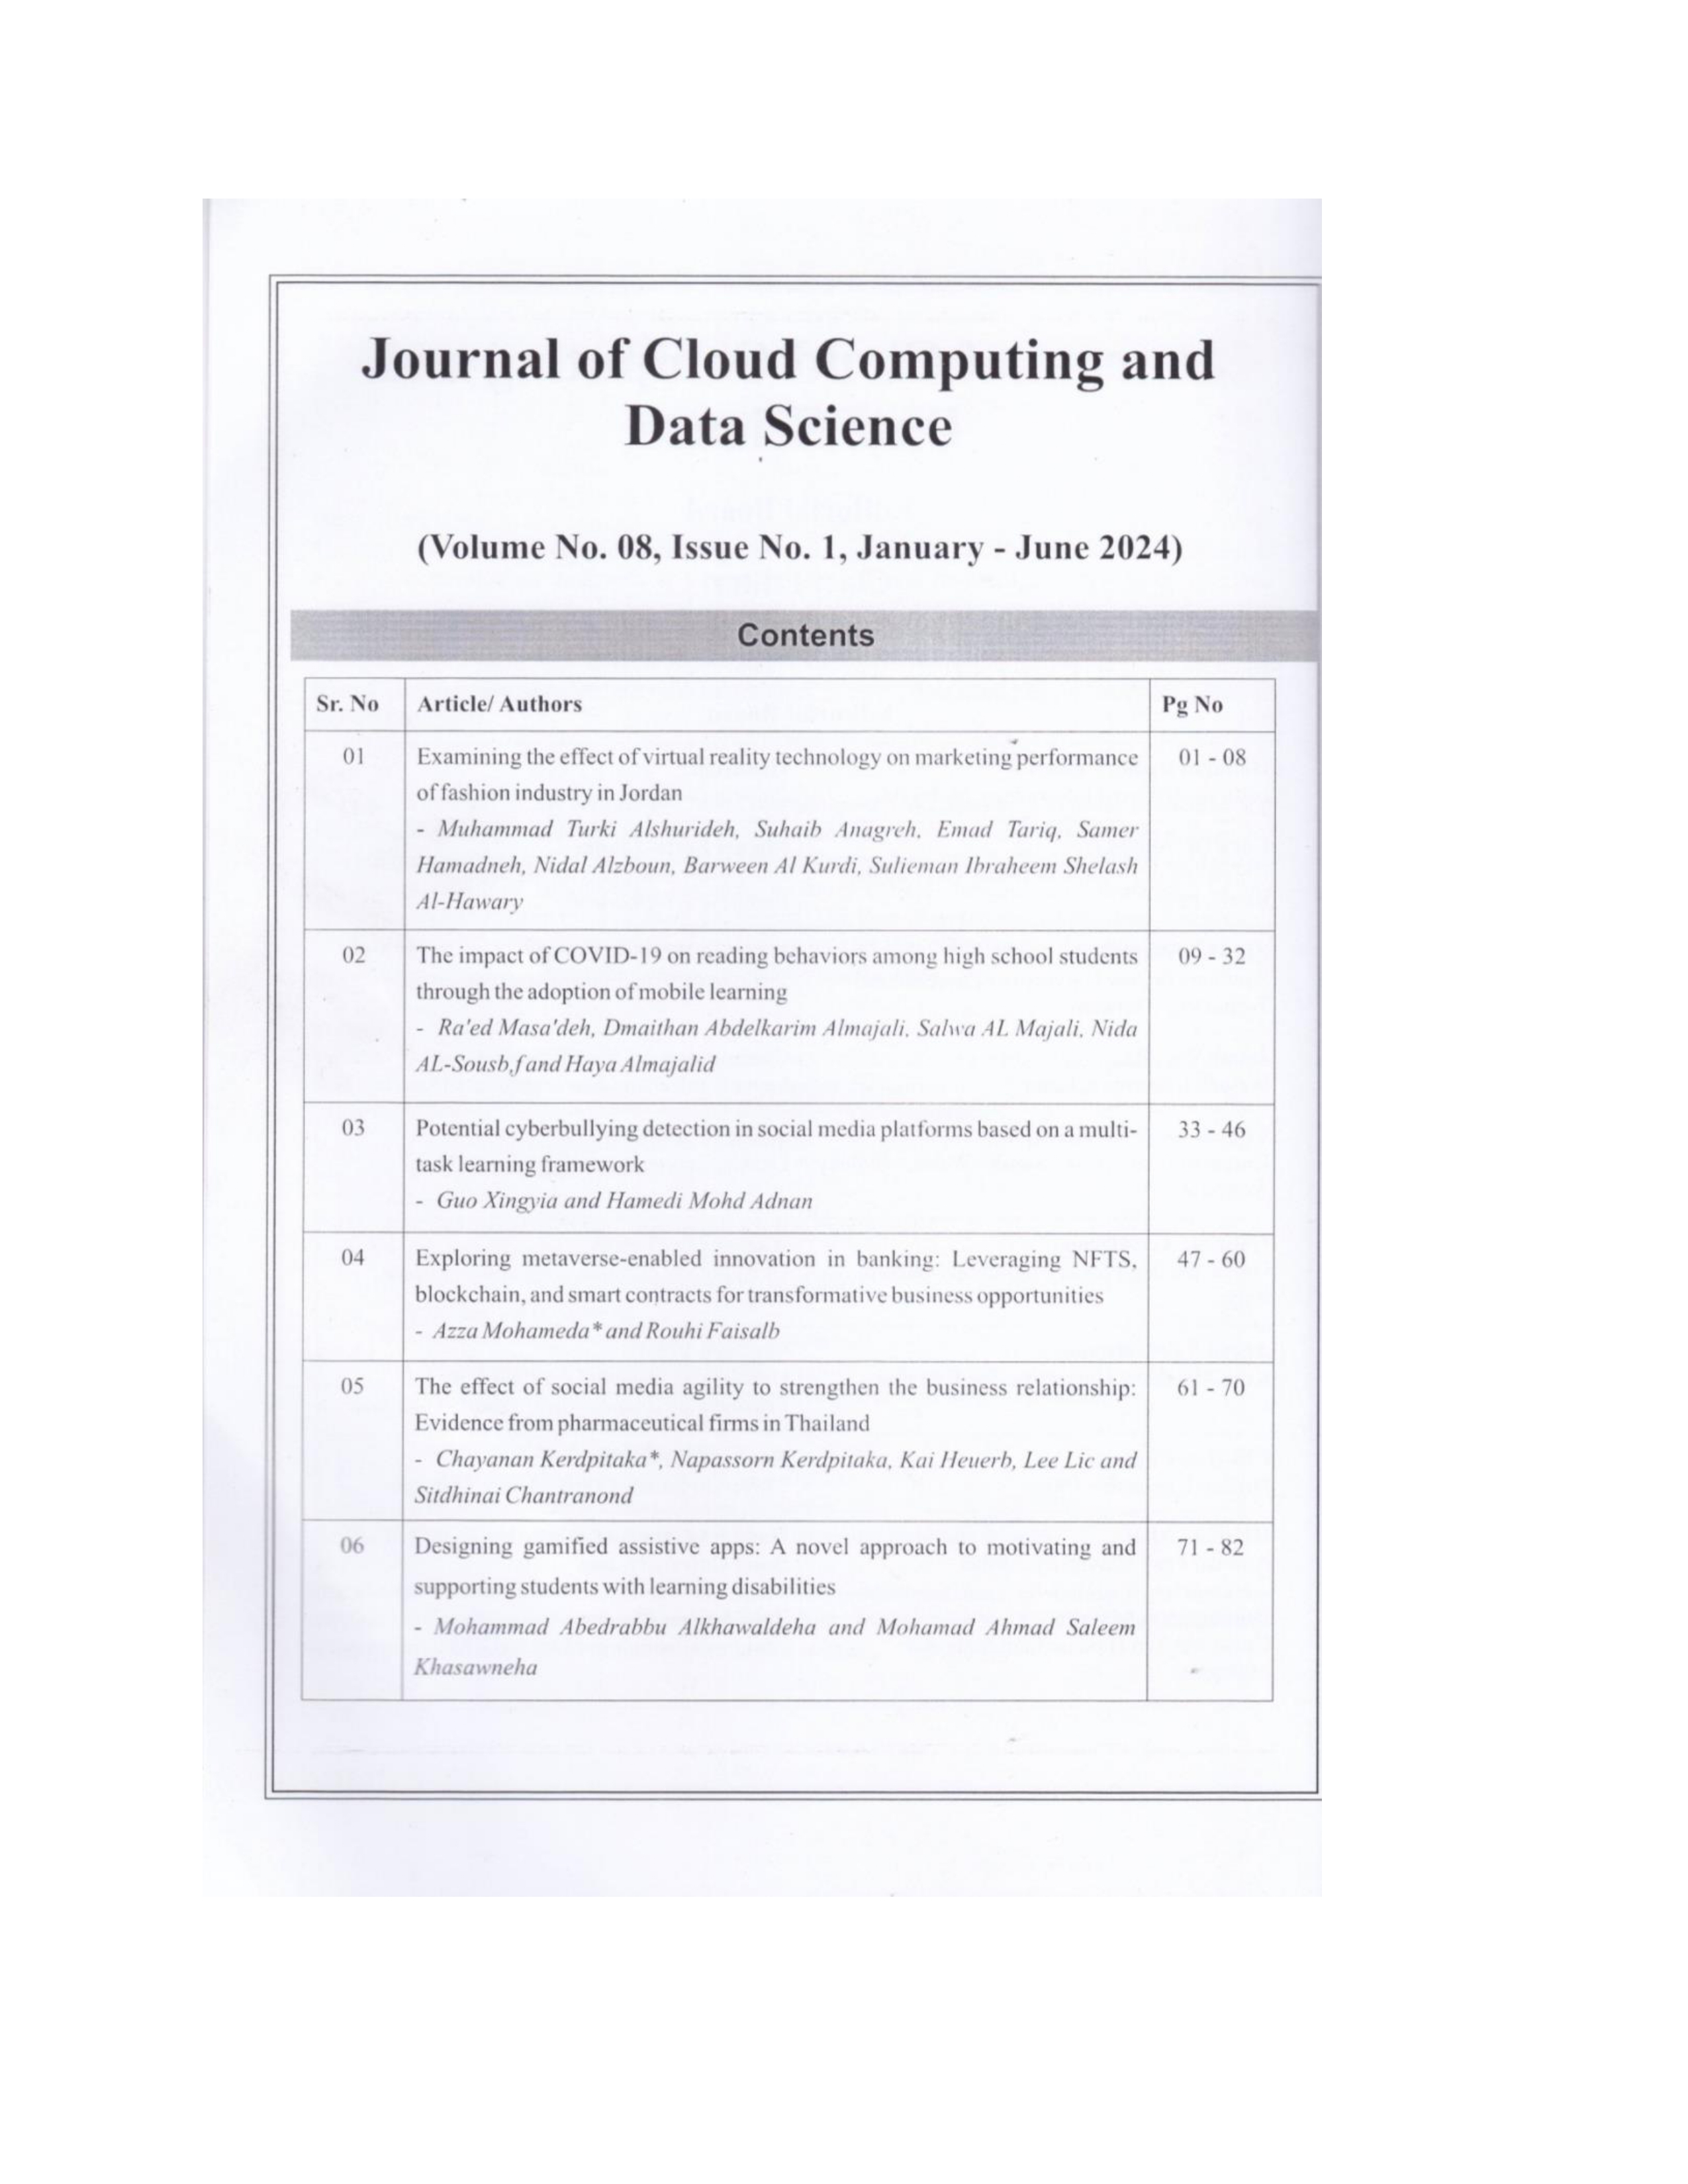 Journal of Cloud Computing and
Data Science
(Volume No. 08, Issue No. 1, January - June 2024)
Contents
Sr. No Article/ Authors Pg No
01 Examining the effect of virtual reality technology on marketing performance 01 - 08
of fashion industry in Jordan
- Muhammad Turki Alshurideh, Suhaib Anagreh, Emad Tariq, Samer
Hamadneh, Nidal Alzboun, Barween Al Kurdi, Sulieman Ibraheem Shelash
Al-Hawary
02 The impact of COVID-19 on reading behaviors among high school students 09 - 32
through the adoption of mobile learning
- Ra'ed Masa'deh, Dmaithan Abdelkarim Almajali, Salwa AL Majali, Nida
AL-Sousb,f and Haya Almajalid
03 Potential cyberbullying detection in social media platforms based on a multi- 33 - 46
task learning framework
- Guo Xingyia and Hamedi Mohd Adnan
04 Exploring metaverse-enabled innovation in banking: Leveraging NFTS, 47 - 60
blockchain, and smart contracts for transformative business opportunities
- Azza Mohameda* and Rouhi Faisalb
05 The effect of social media agility to strengthen the business relationship: 61 - 70
Evidence from pharmaceutical firms in Thailand
- Chayanan Kerdpitaka*, Napassorn Kerdpitaka, Kai Heuerb, Lee Lic and
Sitdhinai Chantranond
06 Designing gamified assistive apps: A novel approach to motivating and 71 - 82
supporting students with learning disabilities
- Mohammad Abedrabbu Alkhawaldeha and Mohamad Ahmad Saleem
Khasawneha